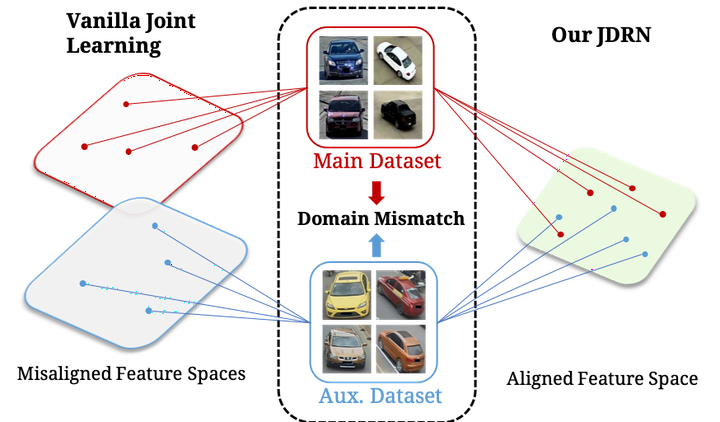 Vanilla Joint
Learning
Our JDRN
Main Dataset
Domain Mismatch
Misaligned Feature Spaces
Aux. Dataset
Aligned Feature Space